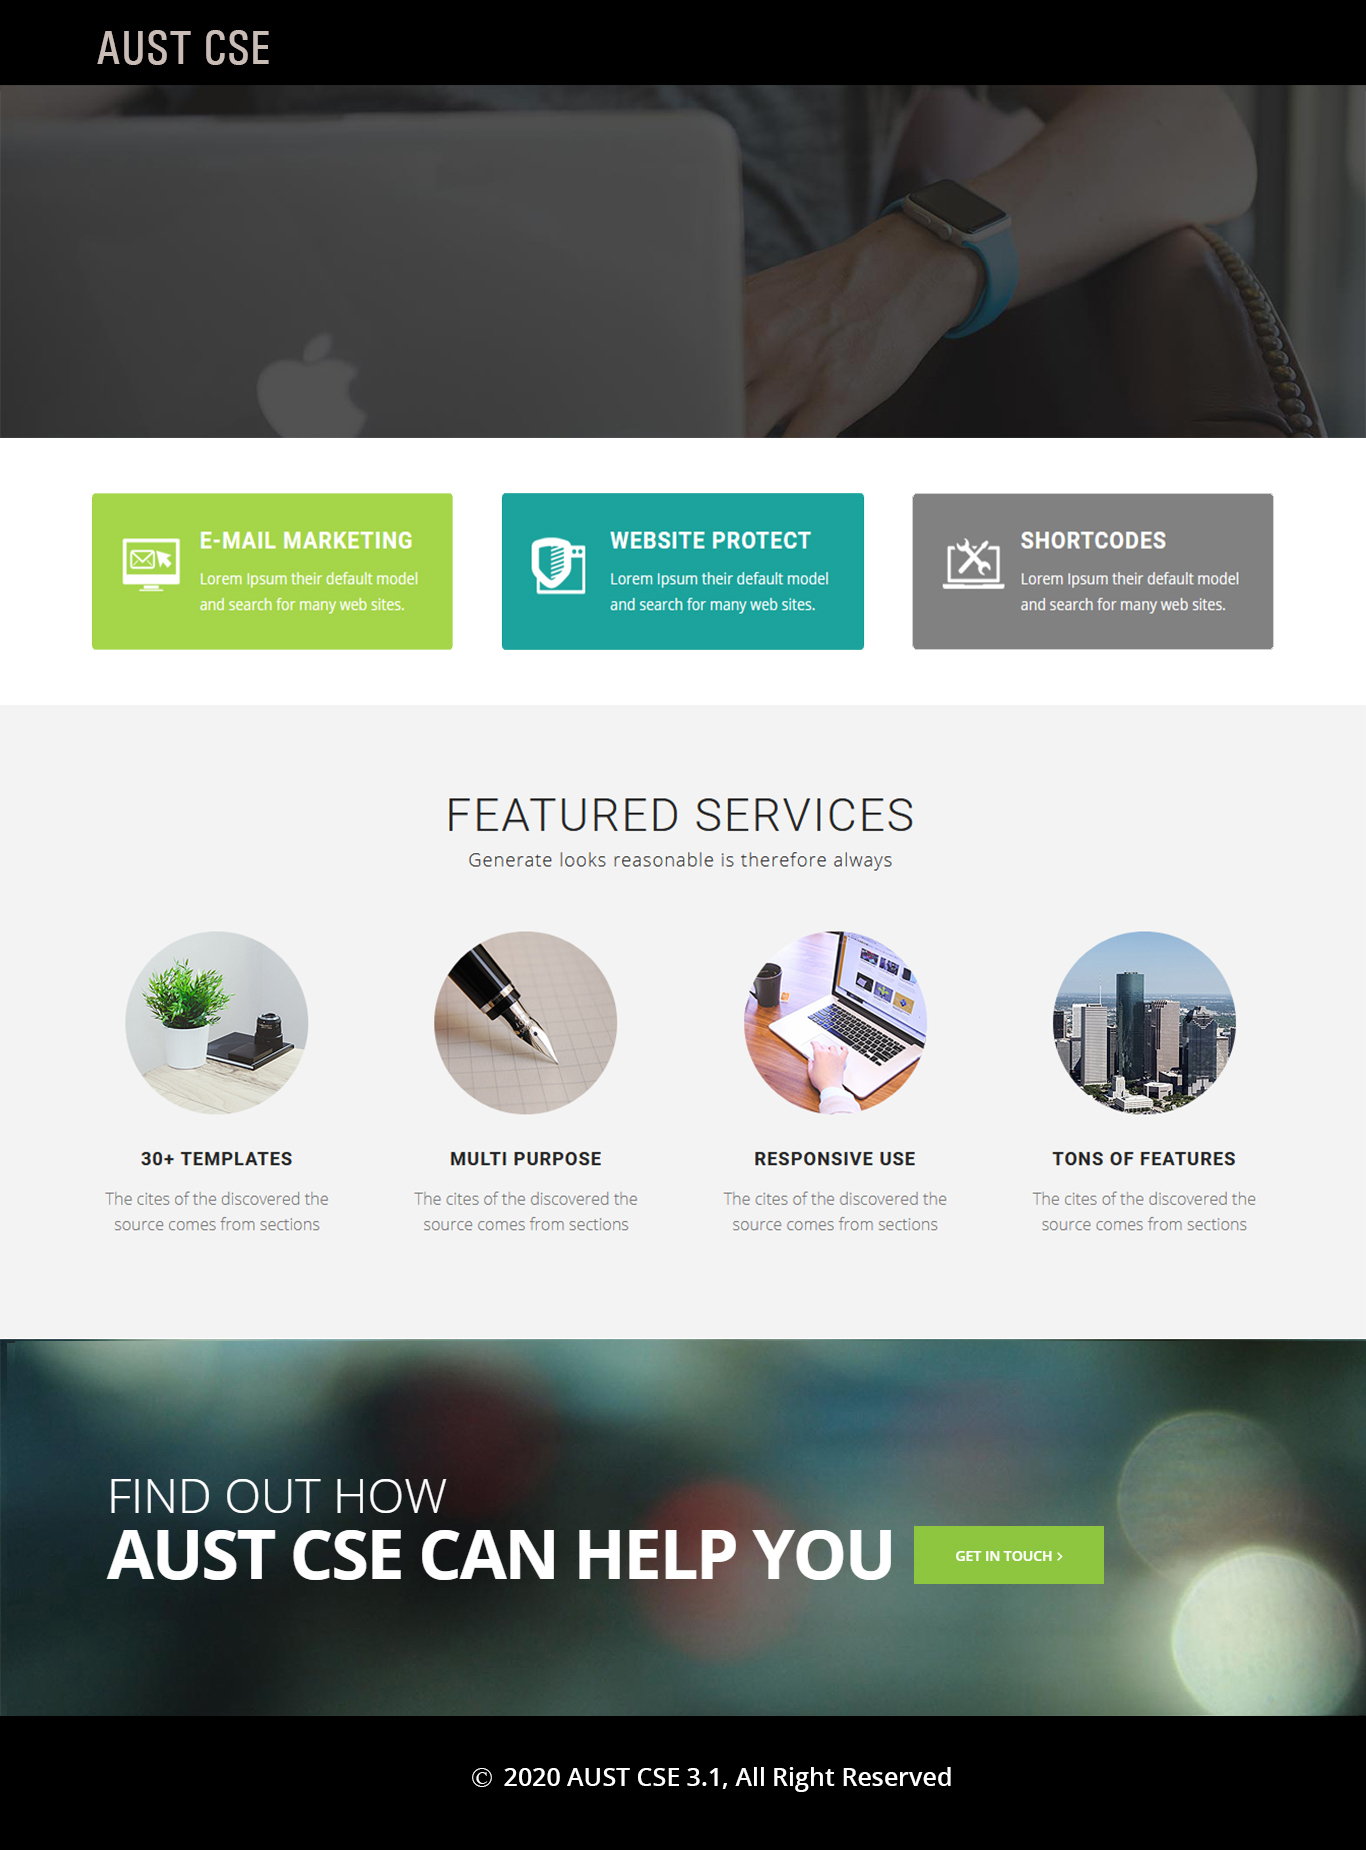 AUST CSE
E-MAIL MARKETING
Lorem Ipsum their default model
and search for many web sites.
WEBSITE PROTECT
Lorem Ipsum their default model
and search for many web sites.
SHORTCODES
Lorem Ipsum their default model
and search for many web sites.
FEATURED SERVICES
Generate looks reasonable is therefore always
30+ TEMPLATES
The cites of the discovered the
source comes from sections
MULTI PURPOSE
The cites of the discovered the
source comes from sections
RESPONSIVE USE
The cites of the discovered the
source comes from sections
TONS OF FEATURES
The cites of the discovered the
source comes from sections
FIND OUT HOW
AUST CSE CAN HELP YOU
GET IN TOUCH ›
© 2020 AUST CSE 3.1, All Right Reserved